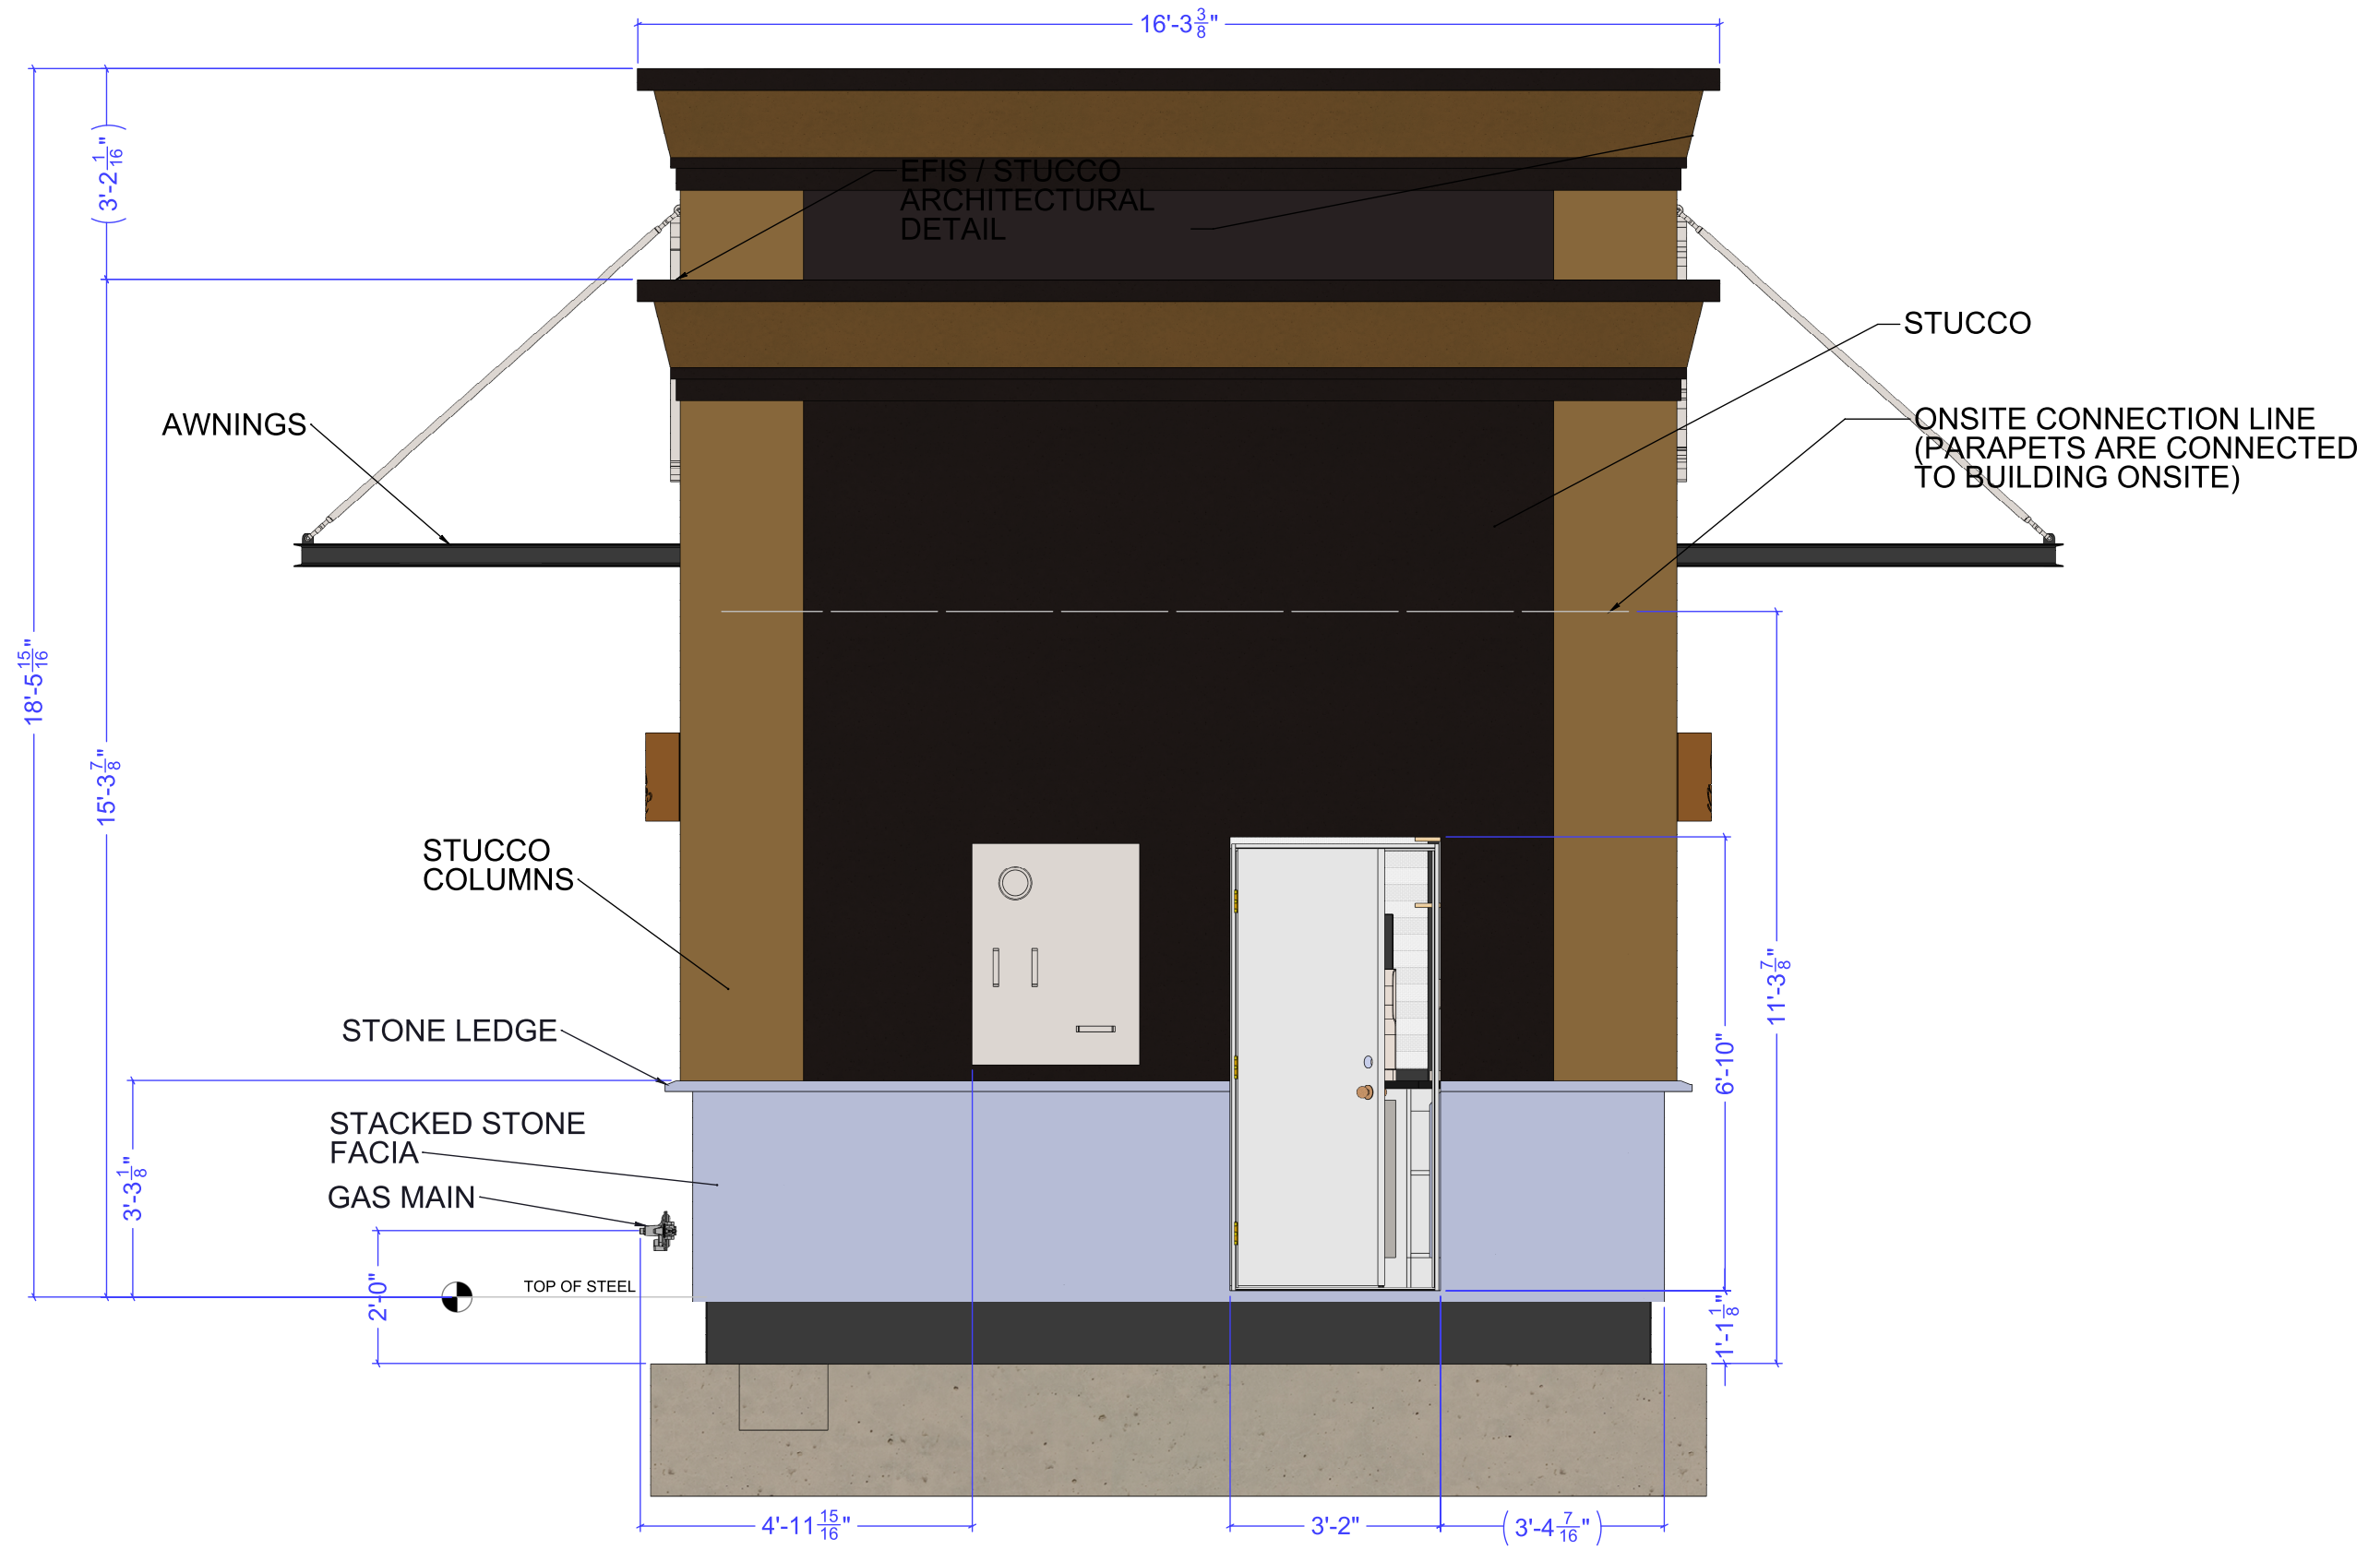 16'-3 3/8"
(3'-2 1/16")
EFIS / STUCCO
ARCHITECTURAL
DETAIL
STUCCO
AWNINGS
ONSITE CONNECTION LINE
(PARAPETS ARE CONNECTED
TO BUILDING ONSITE)
18'-5 15/16"
15'-3 7/8"
STUCCO
COLUMNS
11'-3 7/8"
STONE LEDGE
6'-10"
STACKED STONE
FACIA
3'-3 1/8"
GAS MAIN
TOP OF STEEL
2'-0"
1'-1 1/8"
4'-11 15/16"
3'-2"
(3'-4 7/16")